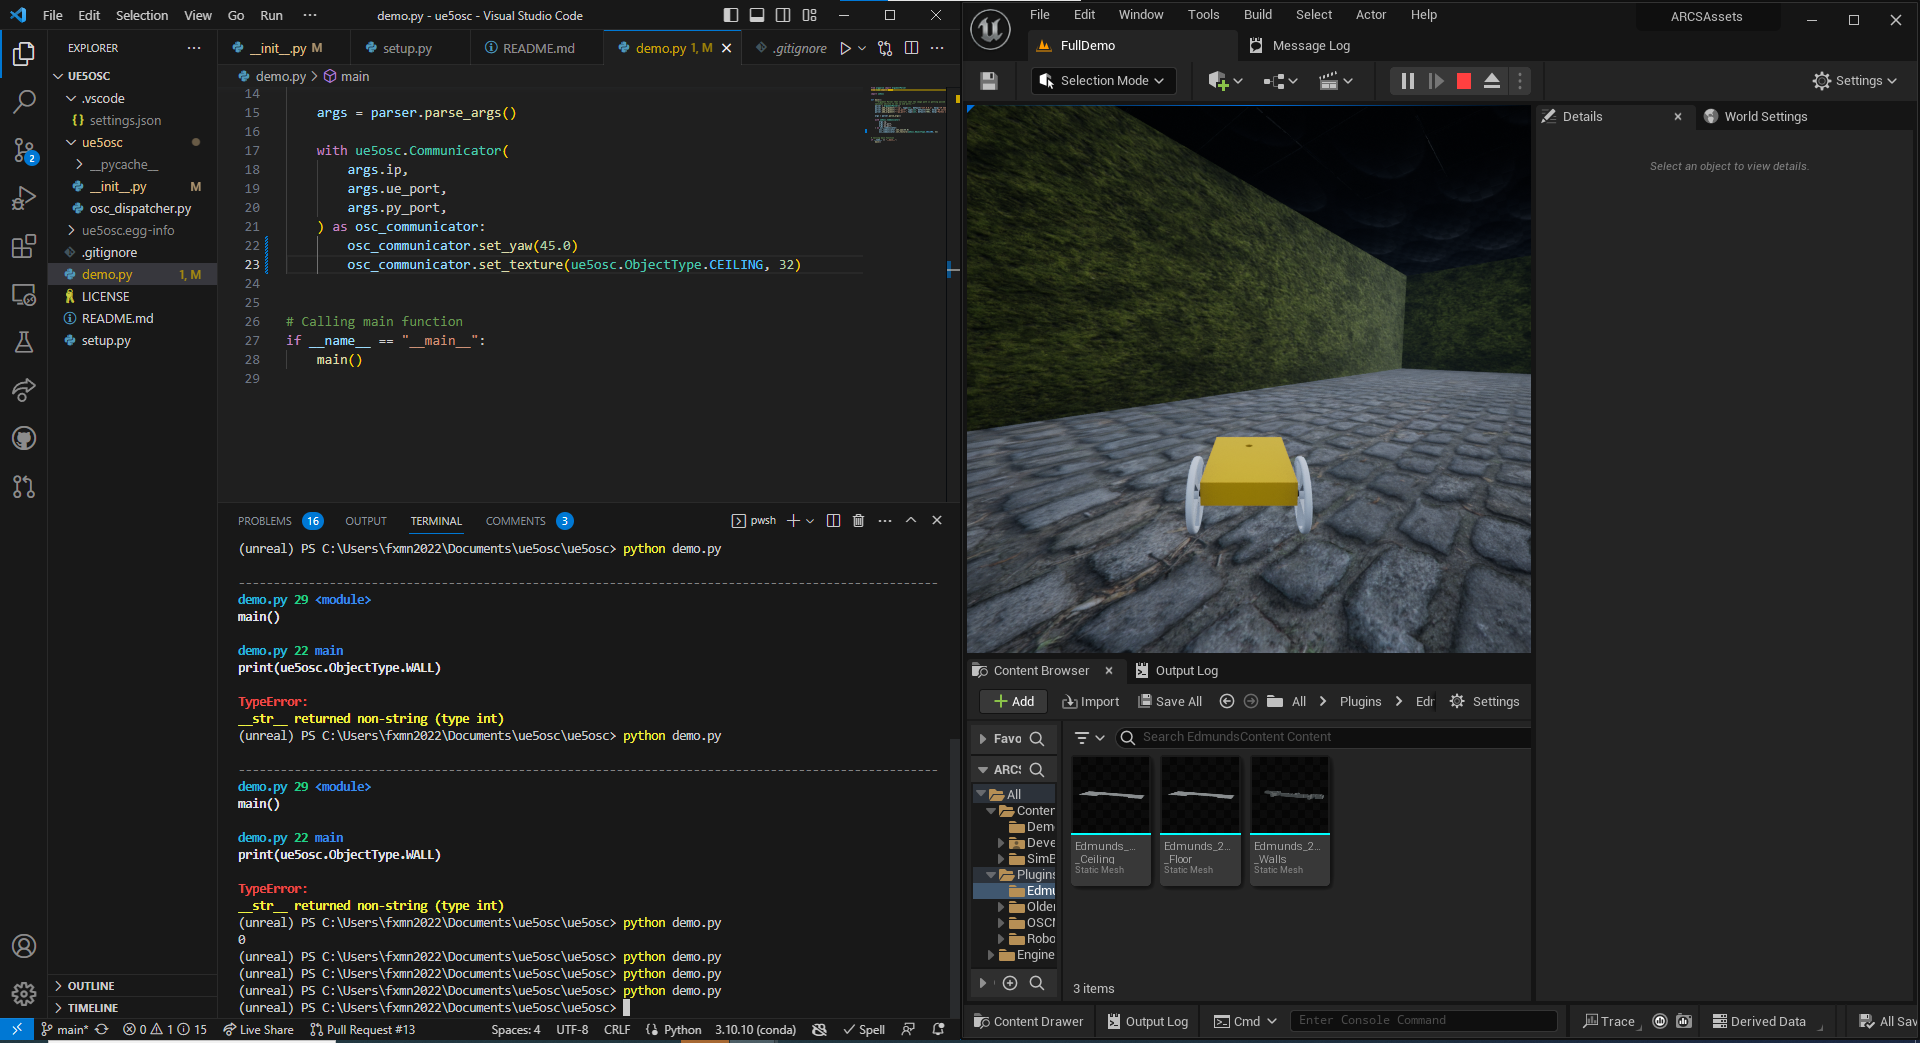 File Edit Selection View Go Run ··· demo.py - ue5osc - Visual Studio Code
EXPLORER ···
UE5OSC
.vscode
{} settings.json
ue5osc
__pycache__
__init__.py M
osc_dispatcher.py
ue5osc.egg-info
.gitignore
demo.py 1, M
LICENSE
README.md
setup.py
OUTLINE
TIMELINE
2
__init__.py M setup.py README.md demo.py 1, M .gitignore
demo.py > main
14
15 args = parser.parse_args()
16
17 with ue5osc.Communicator(
18 args.ip,
19 args.ue_port,
20 args.py_port,
21 ) as osc_communicator:
22 osc_communicator.set_yaw(45.0)
23 osc_communicator.set_texture(ue5osc.ObjectType.CEILING, 32)
24
25
26 # Calling main function
27 if __name__ == "__main__":
28 main()
29
PROBLEMS 16 OUTPUT TERMINAL COMMENTS 3 pwsh
(unreal) PS C:\Users\fxmn2022\Documents\ue5osc\ue5osc> python demo.py
demo.py 29 <module>
main()
demo.py 22 main
print(ue5osc.ObjectType.WALL)
TypeError:
__str__ returned non-string (type int)
(unreal) PS C:\Users\fxmn2022\Documents\ue5osc\ue5osc> python demo.py
demo.py 29 <module>
main()
demo.py 22 main
print(ue5osc.ObjectType.WALL)
TypeError:
__str__ returned non-string (type int)
(unreal) PS C:\Users\fxmn2022\Documents\ue5osc\ue5osc> python demo.py
0
(unreal) PS C:\Users\fxmn2022\Documents\ue5osc\ue5osc> python demo.py
(unreal) PS C:\Users\fxmn2022\Documents\ue5osc\ue5osc> python demo.py
(unreal) PS C:\Users\fxmn2022\Documents\ue5osc\ue5osc> python demo.py
(unreal) PS C:\Users\fxmn2022\Documents\ue5osc\ue5osc>
main* 0 1 15 Live Share Pull Request #13 Spaces: 4 UTF-8 CRLF {} Python 3.10.10 (conda) Spell
File Edit Window Tools Build Select Actor Help ARCSAssets
FullDemo Message Log
Selection Mode Settings
Details World Settings
Select an object to view details.
Content Browser Output Log
Add Import Save All All > Plugins > Edr Settings
Favo
Search EdmundsContent Content
ARCS
All
Conten
Dem
Deve
SimB
Plugins
Edmu
Older
OSCM
Robo
Engine
Edmunds_...
_Ceiling
Static Mesh
Edmunds_2...
_Floor
Static Mesh
Edmunds_2...
_Walls
Static Mesh
3 items
Content Drawer Output Log Cmd Enter Console Command Trace Derived Data All Sav